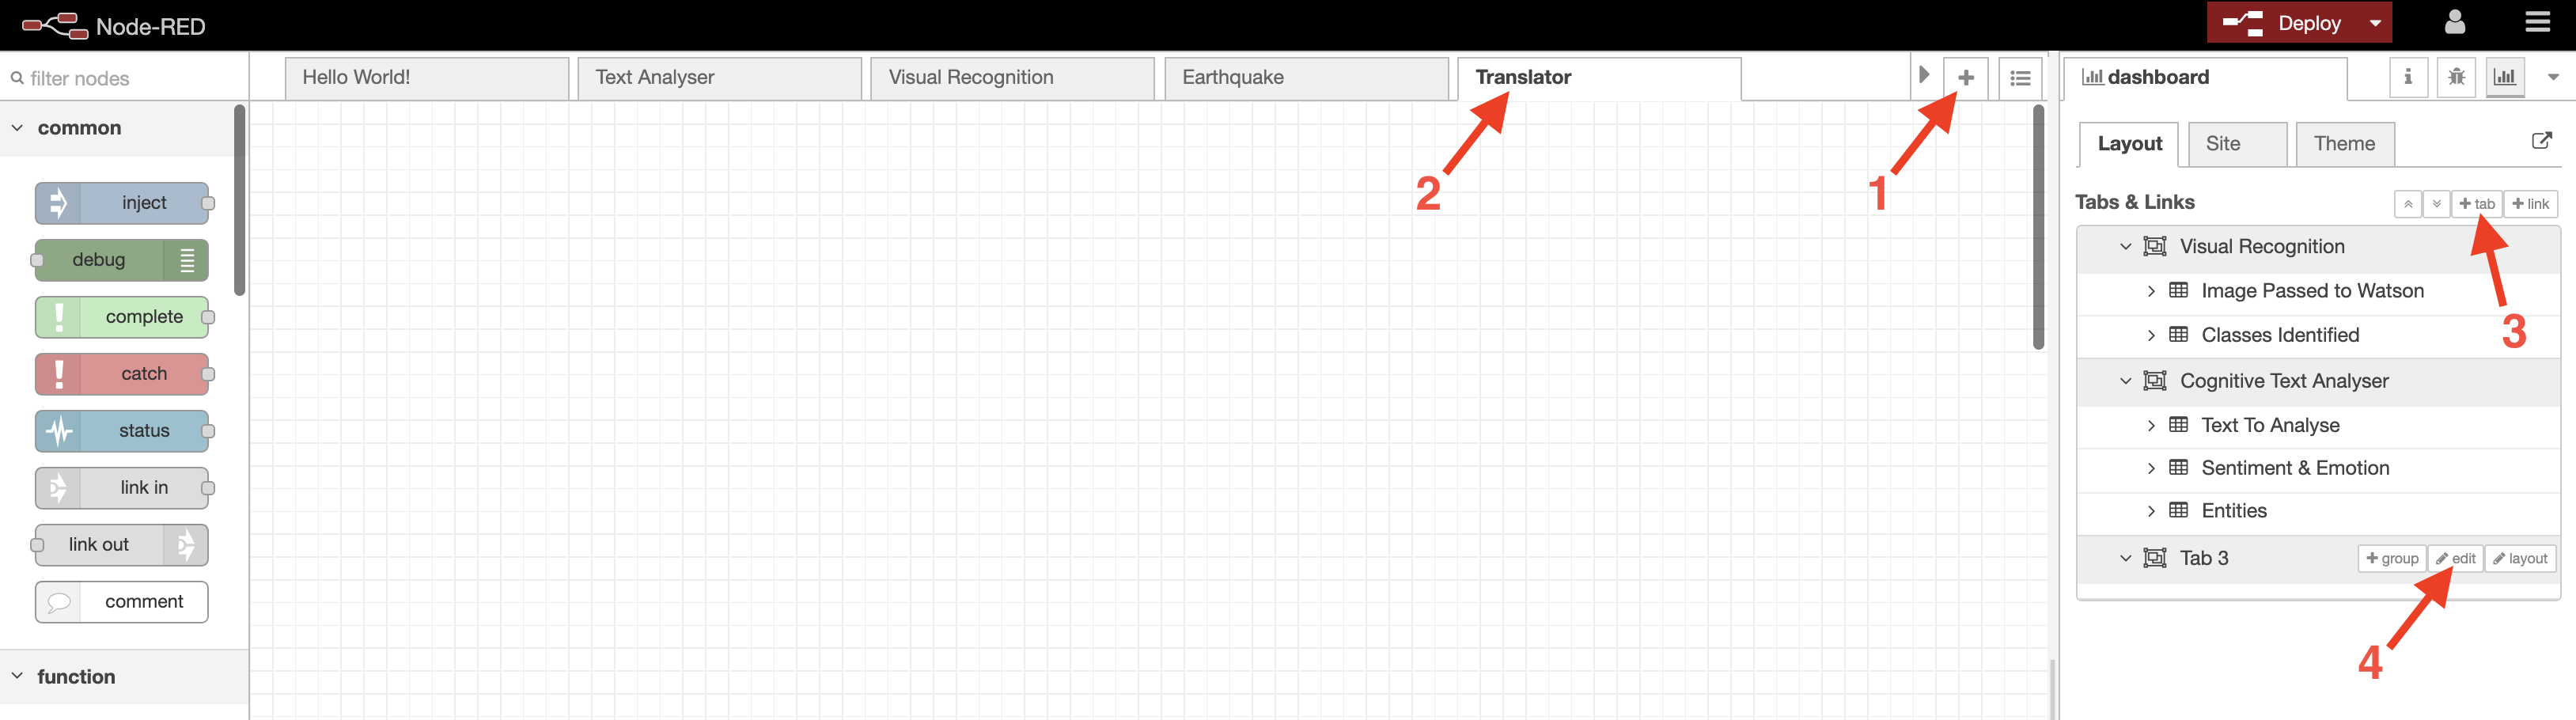 Node-RED
Deploy
filter nodes
Hello World!
Text Analyser
Visual Recognition
Earthquake
Translator
dashboard
common
inject
debug
complete
catch
status
link in
link out
comment
function
2
1
Layout
Site
Theme
Tabs & Links
+ tab
+ link
Visual Recognition
Image Passed to Watson
Classes Identified
3
Cognitive Text Analyser
Text To Analyse
Sentiment & Emotion
Entities
Tab 3
+ group
edit
layout
4